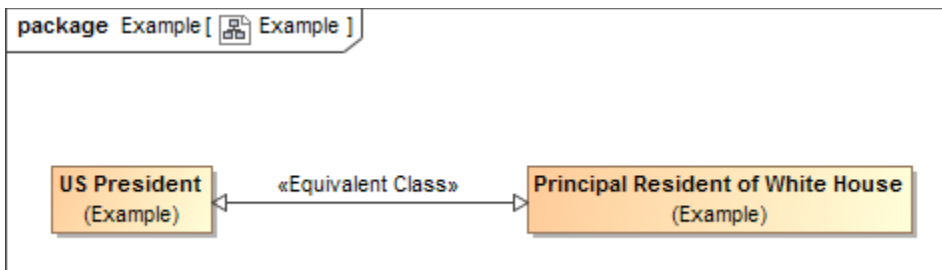 package Example [ Example ]
US President
(Example)
«Equivalent Class»
Principal Resident of White House
(Example)